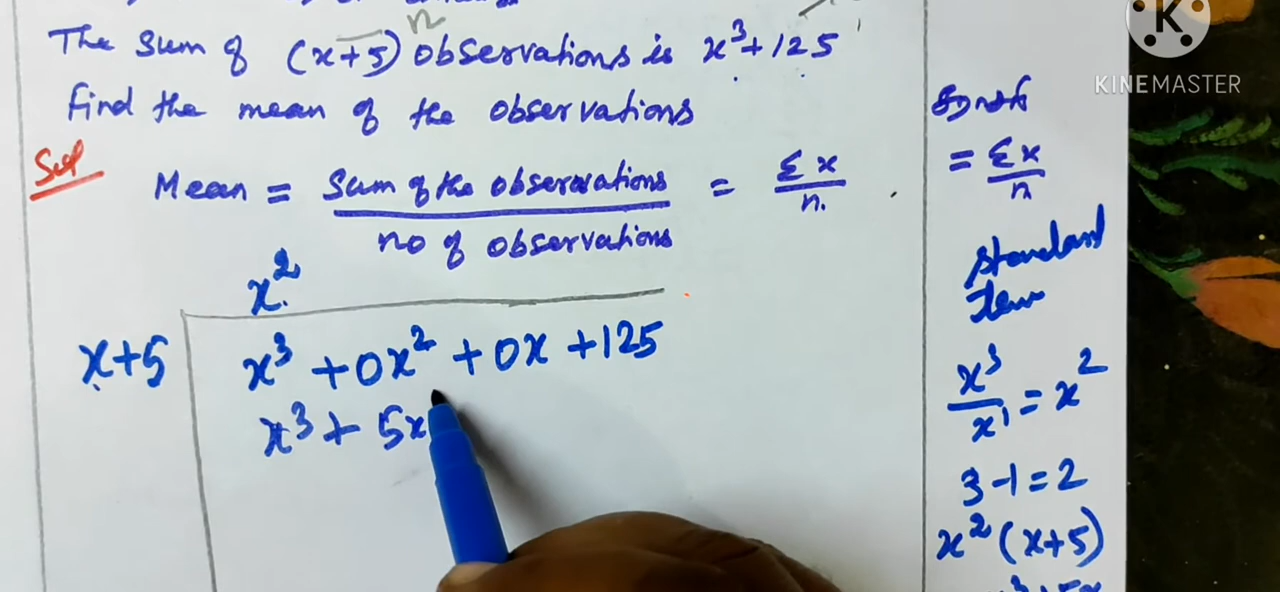 n
The Sum of (x+5) observations is x³+125
find the mean of the observations
Sol
Mean = Sum of the observations / no of observations = Σx / n.
x²
x+5
x³ + 0x² + 0x + 125
x³ + 5x
K
KINEMASTER
= Σx / n
standard
x³ / x¹ = x²
3-1=2
x² (x+5)